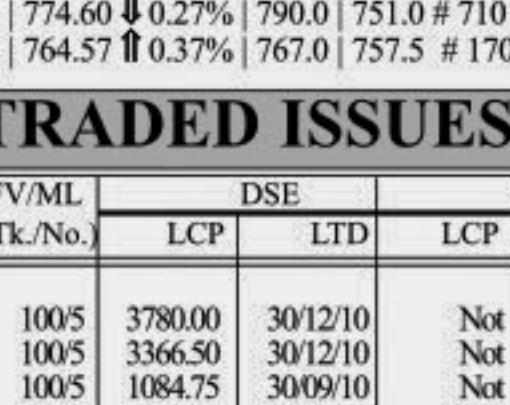 774.60 ⬇ 0.27% | 790.0 | 751.0 # 710
764.57 ⬆ 0.37% | 767.0 | 757.5 # 170
TRADED ISSUES
FV/ML DSE
Tk./No.) LCP LTD LCP
100/5 3780.00 30/12/10 Not
100/5 3366.50 30/12/10 Not
100/5 1084.75 30/09/10 Not